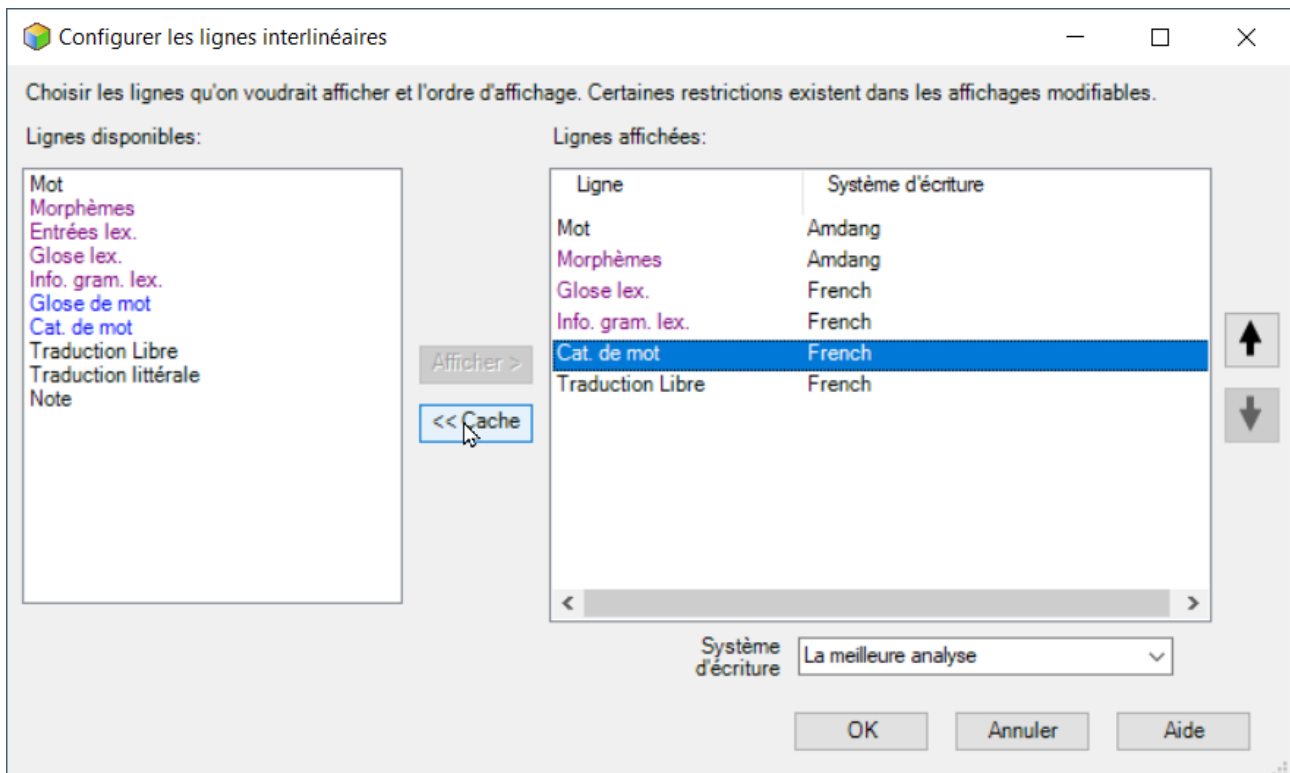 Configurer les lignes interlinéaires
Choisir les lignes qu'on voudrait afficher et l'ordre d'affichage. Certaines restrictions existent dans les affichages modifiables.
Lignes disponibles:
Mot
Morphèmes
Entrées lex.
Glose lex.
Info. gram. lex.
Glose de mot
Cat. de mot
Traduction Libre
Traduction littérale
Note
Afficher >
<< Cache
Lignes affichées:
Ligne Système d'écriture
Mot Amdang
Morphèmes Amdang
Glose lex. French
Info. gram. lex. French
Cat. de mot French
Traduction Libre French
Système d'écriture La meilleure analyse
OK Annuler Aide